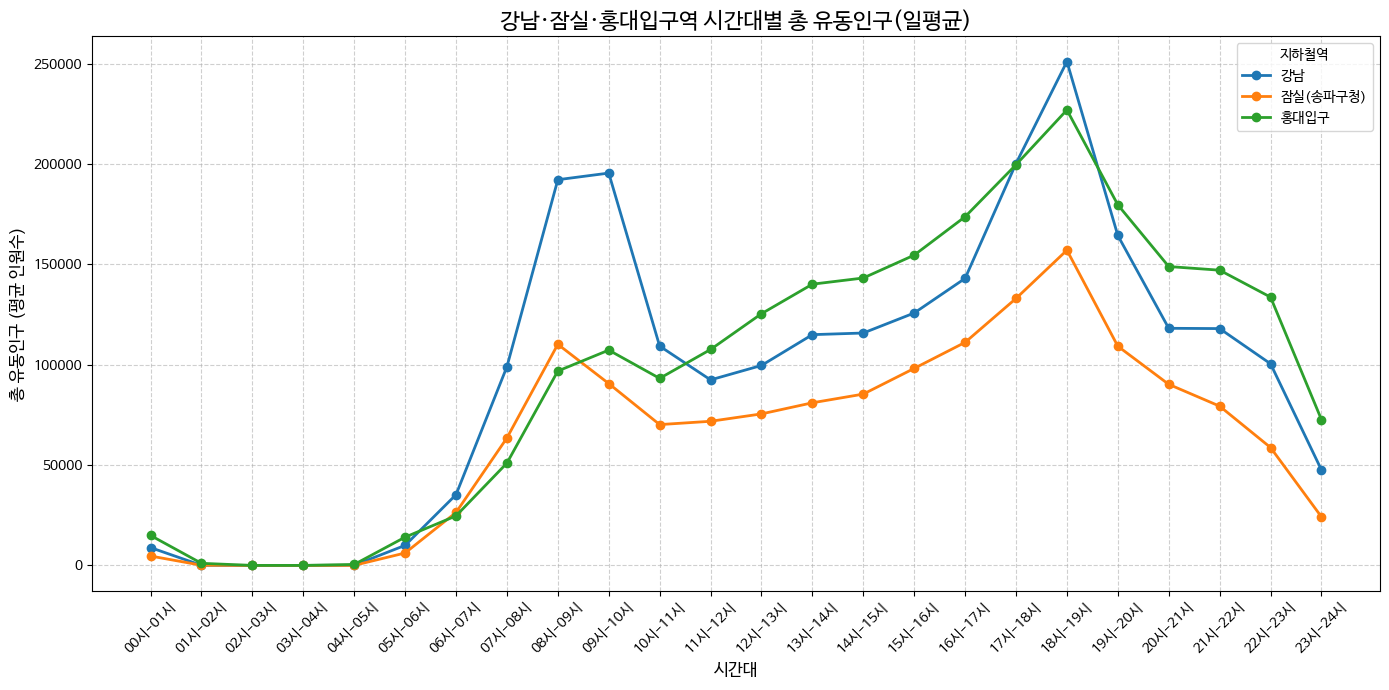 강남·잠실·홍대입구역 시간대별 총 유동인구(일평균)
지하철역
강남
잠실(송파구청)
홍대입구
총 유동인구 (평균 인원수)
250000
200000
150000
100000
50000
0
00시-01시
01시-02시
02시-03시
03시-04시
04시-05시
05시-06시
06시-07시
07시-08시
08시-09시
09시-10시
10시-11시
11시-12시
12시-13시
13시-14시
14시-15시
15시-16시
16시-17시
17시-18시
18시-19시
19시-20시
20시-21시
21시-22시
22시-23시
23시-24시
시간대